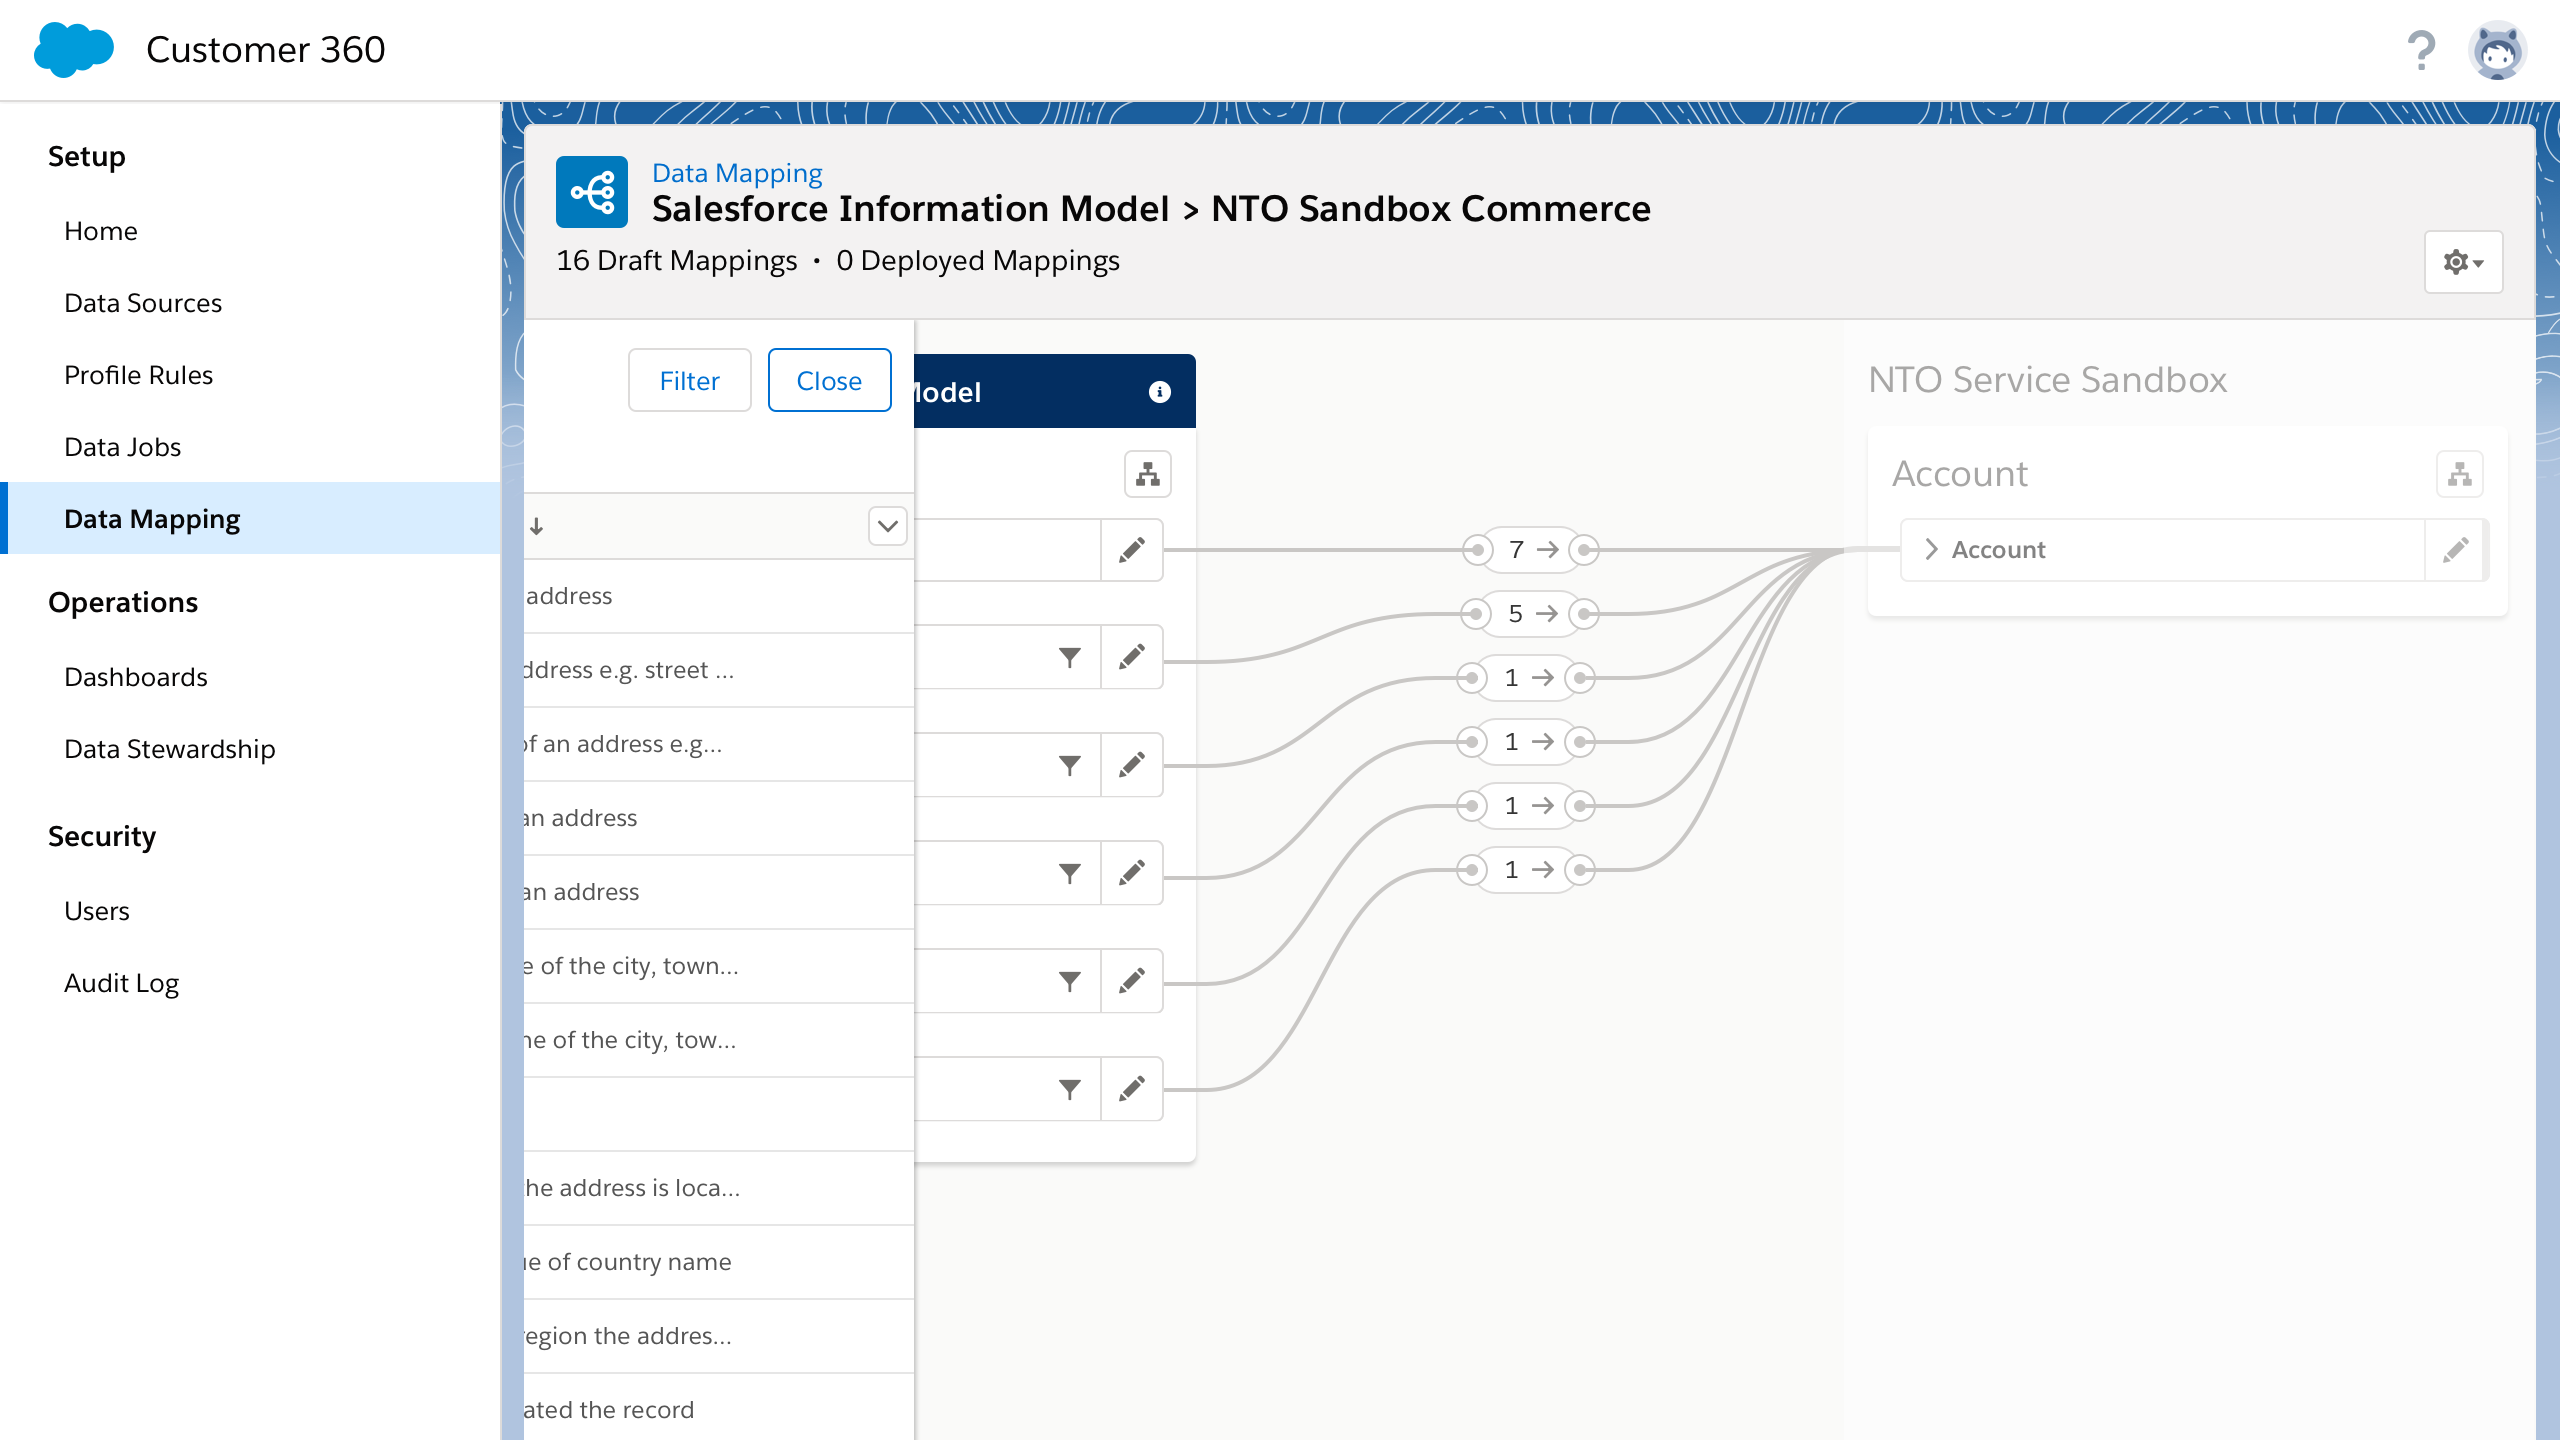 Customer 360
?
Setup
Home
Data Sources
Profile Rules
Data Jobs
Data Mapping
Operations
Dashboards
Data Stewardship
Security
Users
Audit Log
Data Mapping
Salesforce Information Model > NTO Sandbox Commerce
16 Draft Mappings • 0 Deployed Mappings
Filter
Close
address
ddress e.g. street ...
of an address e.g...
an address
an address
e of the city, town...
ne of the city, tow...
he address is loca...
ue of country name
region the addres...
ated the record
Model
7
5
1
1
1
1
NTO Service Sandbox
Account
Account